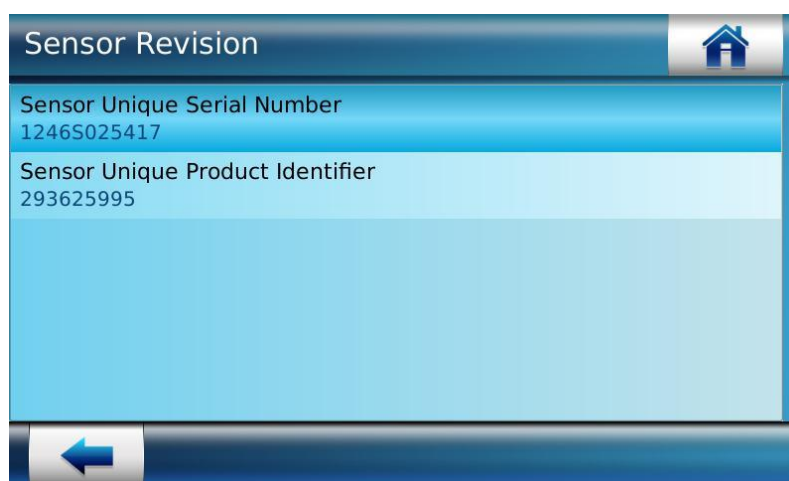 Sensor Revision
Sensor Unique Serial Number
1246S025417
Sensor Unique Product Identifier
293625995